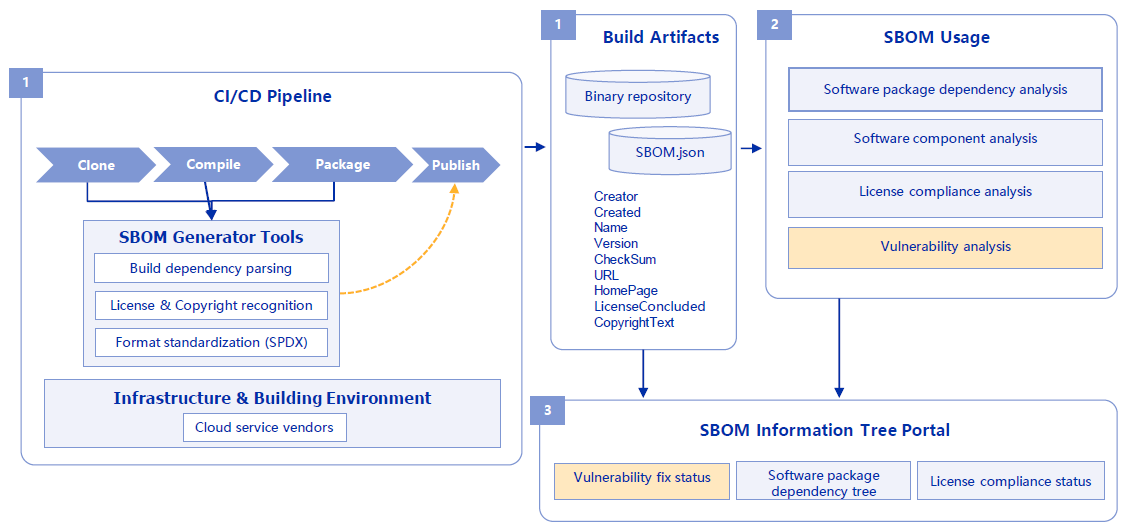 1
CI/CD Pipeline
Clone
Compile
Package
Publish
SBOM Generator Tools
Build dependency parsing
License & Copyright recognition
Format standardization (SPDX)
Infrastructure & Building Environment
Cloud service vendors
1
Build Artifacts
Binary repository
SBOM.json
Creator
Created
Name
Version
CheckSum
URL
HomePage
LicenseConcluded
CopyrightText
2
SBOM Usage
Software package dependency analysis
Software component analysis
License compliance analysis
Vulnerability analysis
3
SBOM Information Tree Portal
Vulnerability fix status
Software package
dependency tree
License compliance status